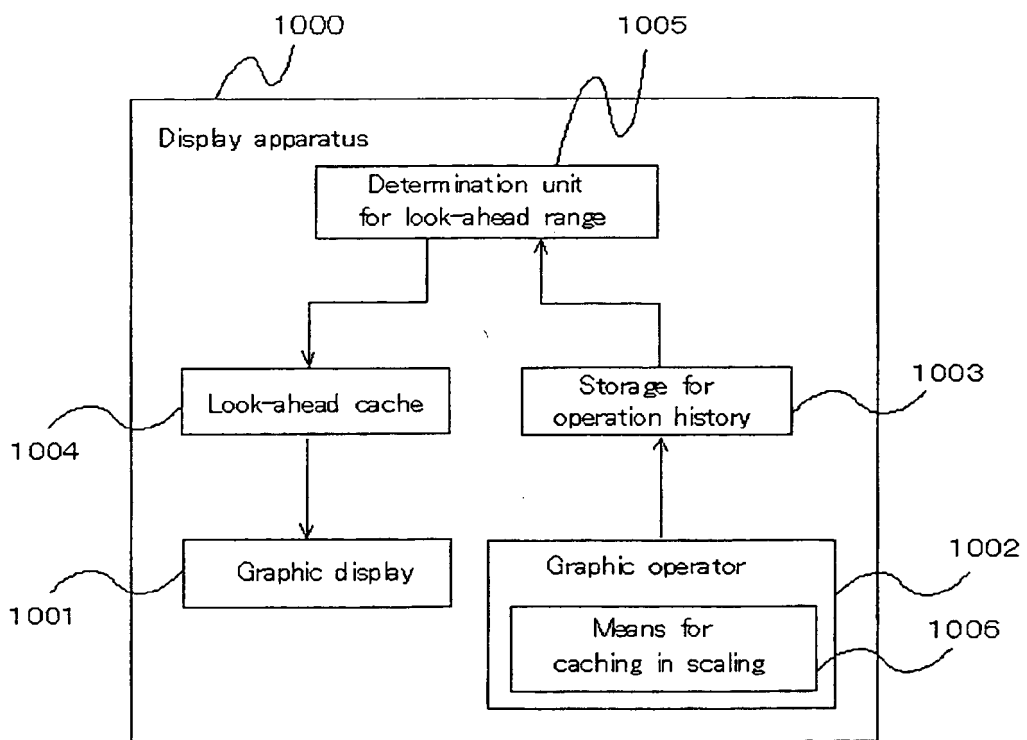 1000
1005
Display apparatus
Determination unit
for look-ahead range
Look-ahead cache
1004
Storage for
operation history
1003
Graphic display
1001
Graphic operator
1002
Means for
caching in scaling
1006